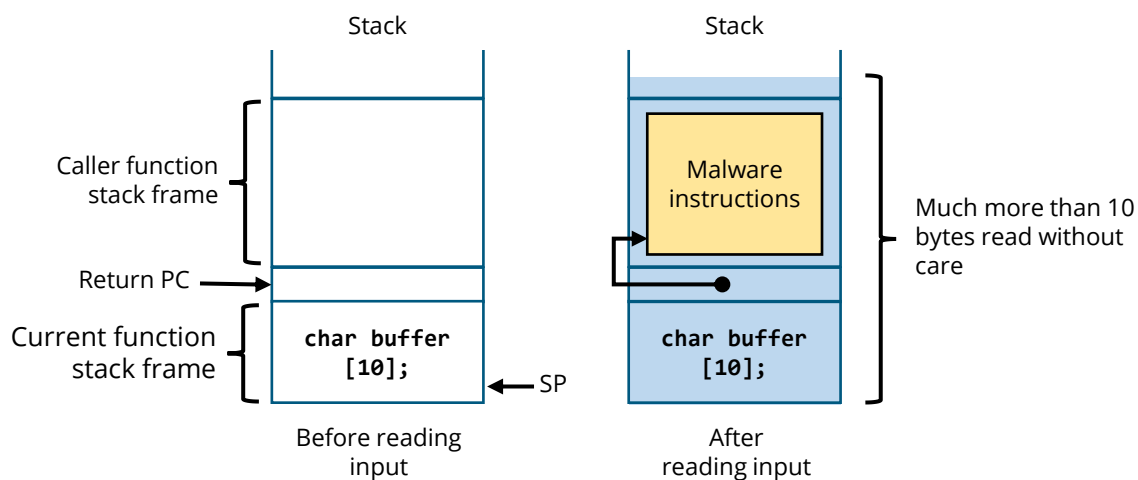 Stack
Caller function
stack frame
Return PC
Current function
stack frame
char buffer
[10];
SP
Before reading
input
Stack
Malware
instructions
char buffer
[10];
Much more than 10
bytes read without
care
After
reading input